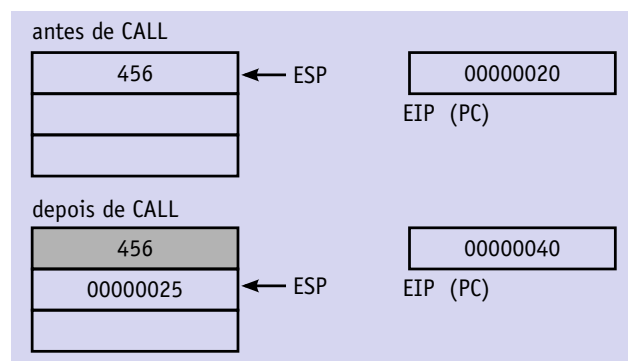 antes de CALL
456 ESP 00000020
EIP (PC)
depois de CALL
456 00000040
00000025 ESP EIP (PC)